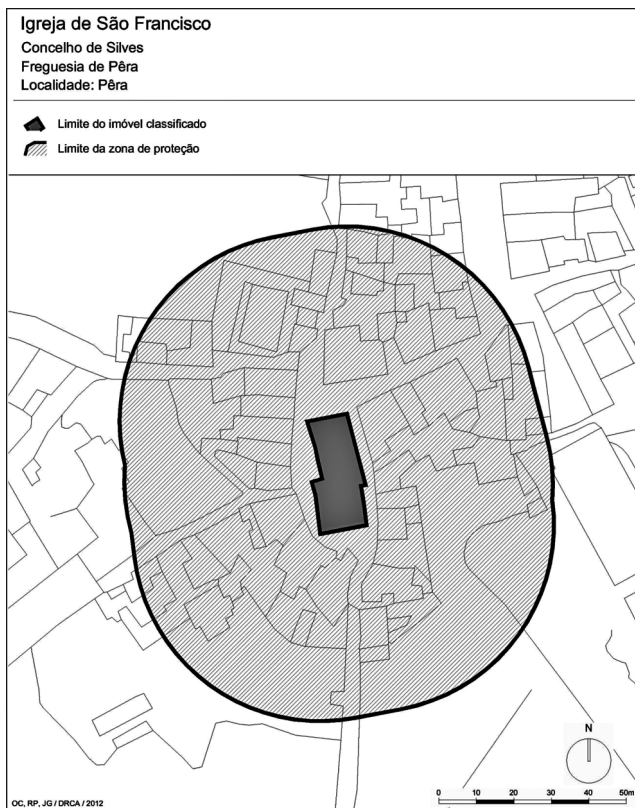 Igreja de São Francisco
Concelho de Silves
Freguesia de Pêra
Localidade: Pêra
Limite do imóvel classificado
Limite da zona de proteção
N
0 10 20 30 40 50m
OC, RP, JG / DRCA / 2012